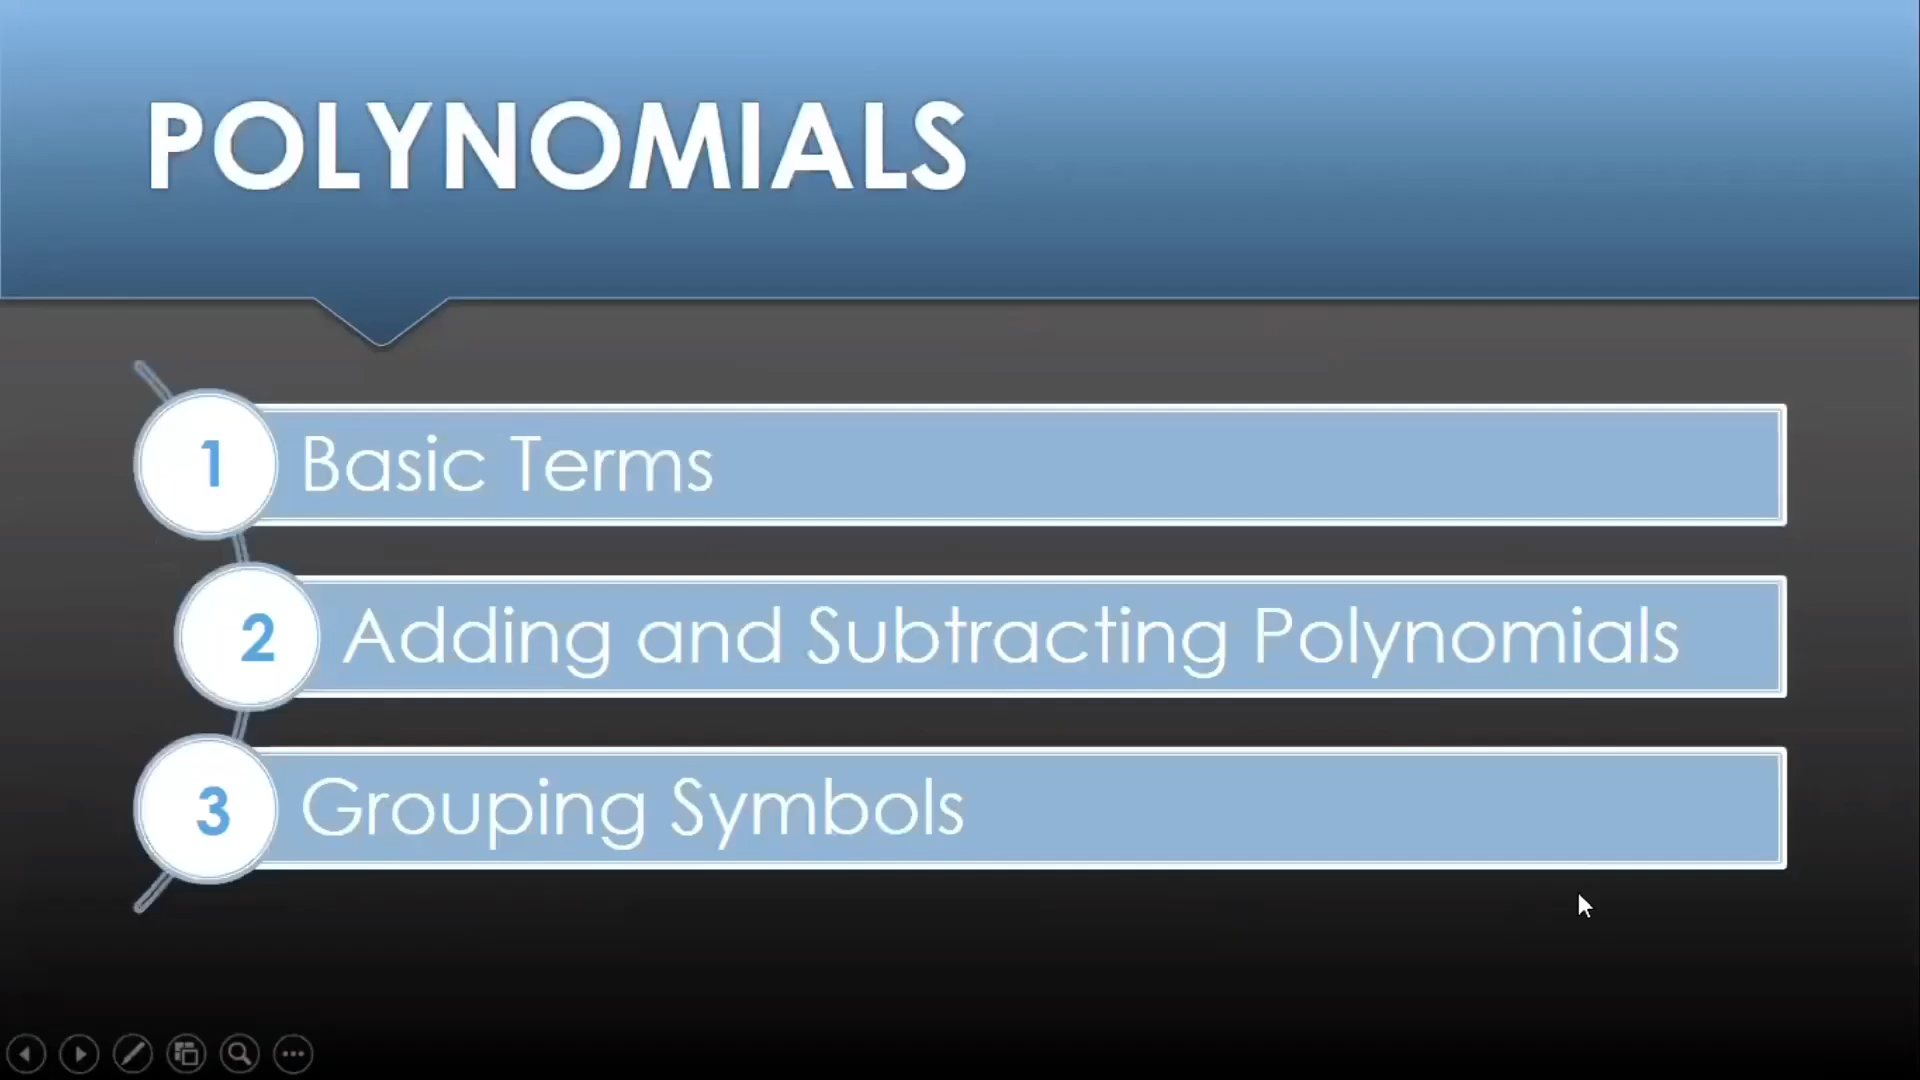 POLYNOMIALS
1 Basic Terms
2 Adding and Subtracting Polynomials
3 Grouping Symbols